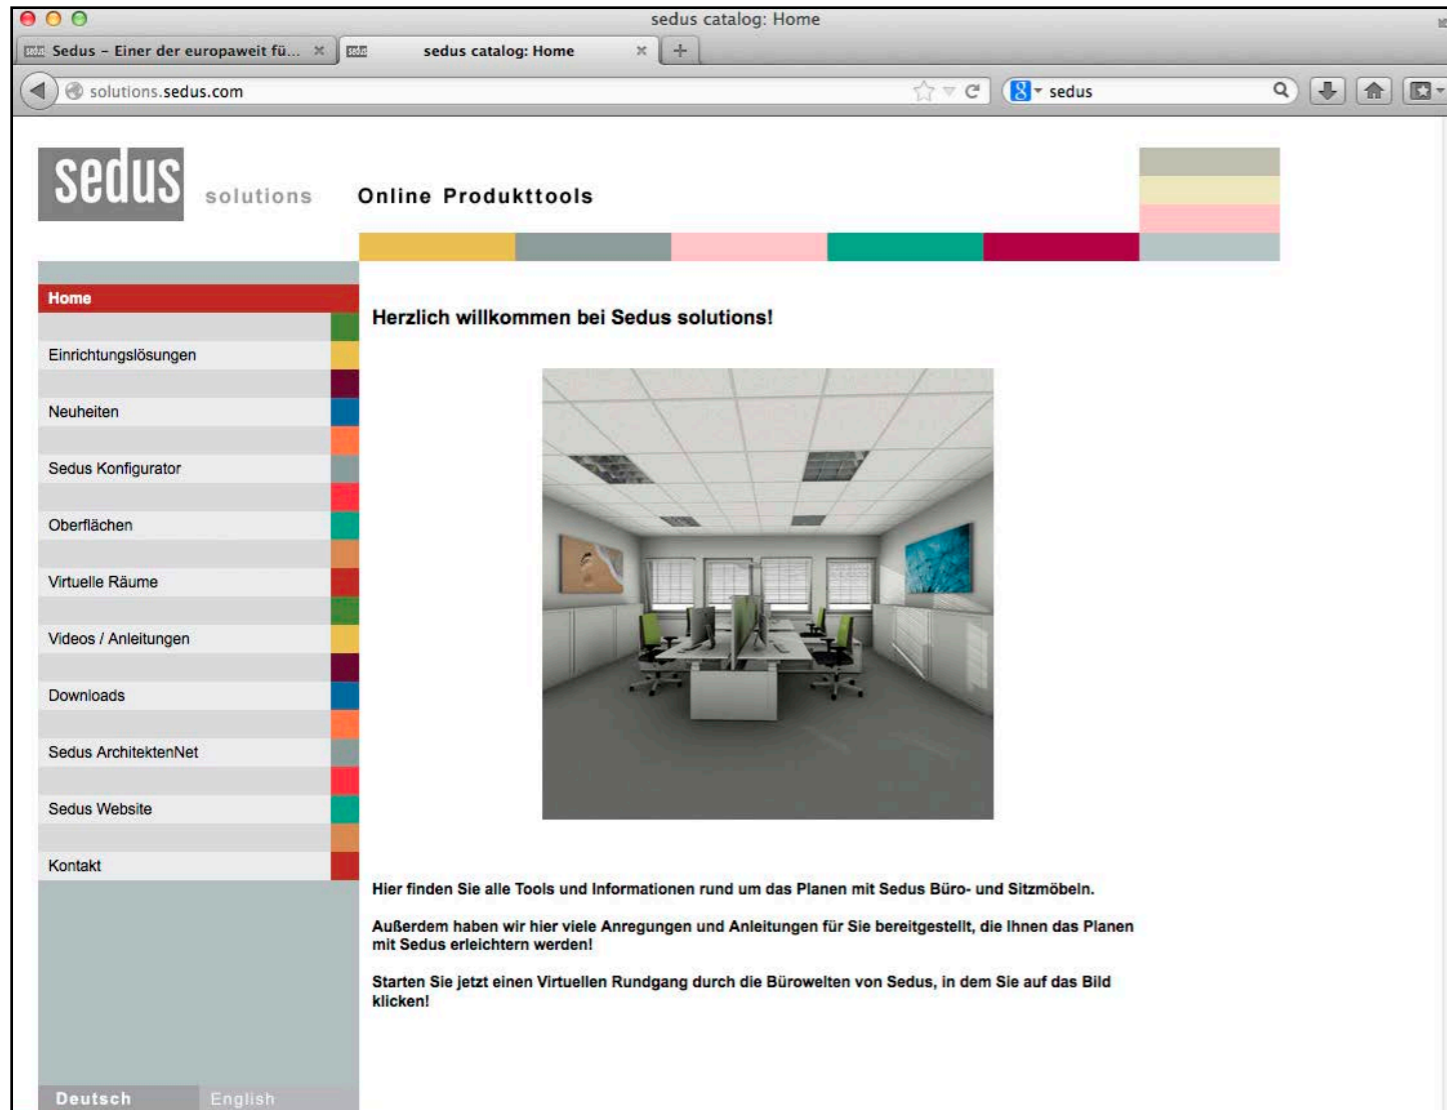 sedus catalog: Home
Sedus – Einer der europaweit fü...
sedus catalog: Home
solutions.sedus.com
sedus
sedus solutions
Online Produkttools
Home
Einrichtungslösungen
Neuheiten
Sedus Konfigurator
Oberflächen
Virtuelle Räume
Videos / Anleitungen
Downloads
Sedus ArchitektenNet
Sedus Website
Kontakt
Deutsch English
Herzlich willkommen bei Sedus solutions!
Hier finden Sie alle Tools und Informationen rund um das Planen mit Sedus Büro- und Sitzmöbeln.
Außerdem haben wir hier viele Anregungen und Anleitungen für Sie bereitgestellt, die Ihnen das Planen
mit Sedus erleichtern werden!
Starten Sie jetzt einen Virtuellen Rundgang durch die Bürowelten von Sedus, in dem Sie auf das Bild
klicken!